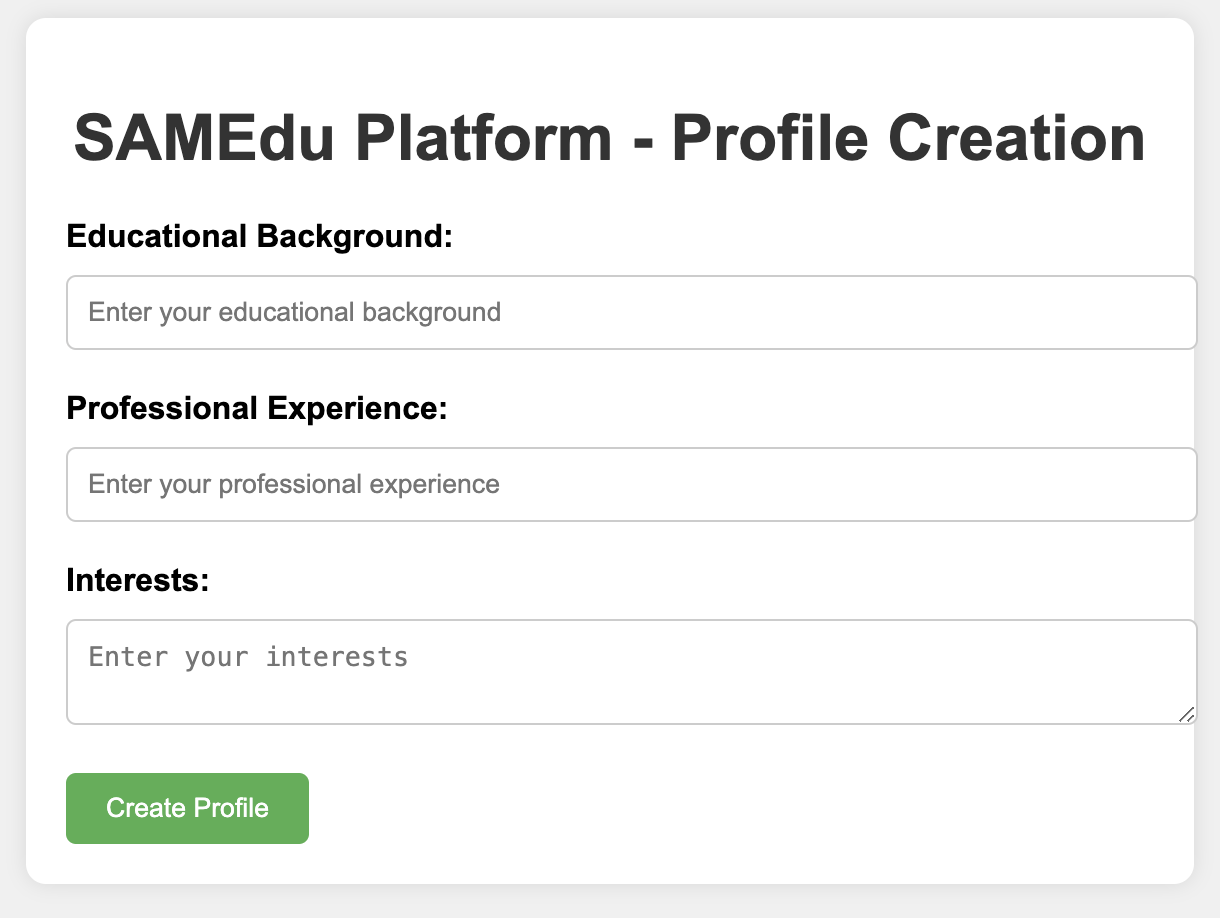 SAMEdu Platform - Profile Creation
Educational Background:
Enter your educational background
Professional Experience:
Enter your professional experience
Interests:
Enter your interests
Create Profile